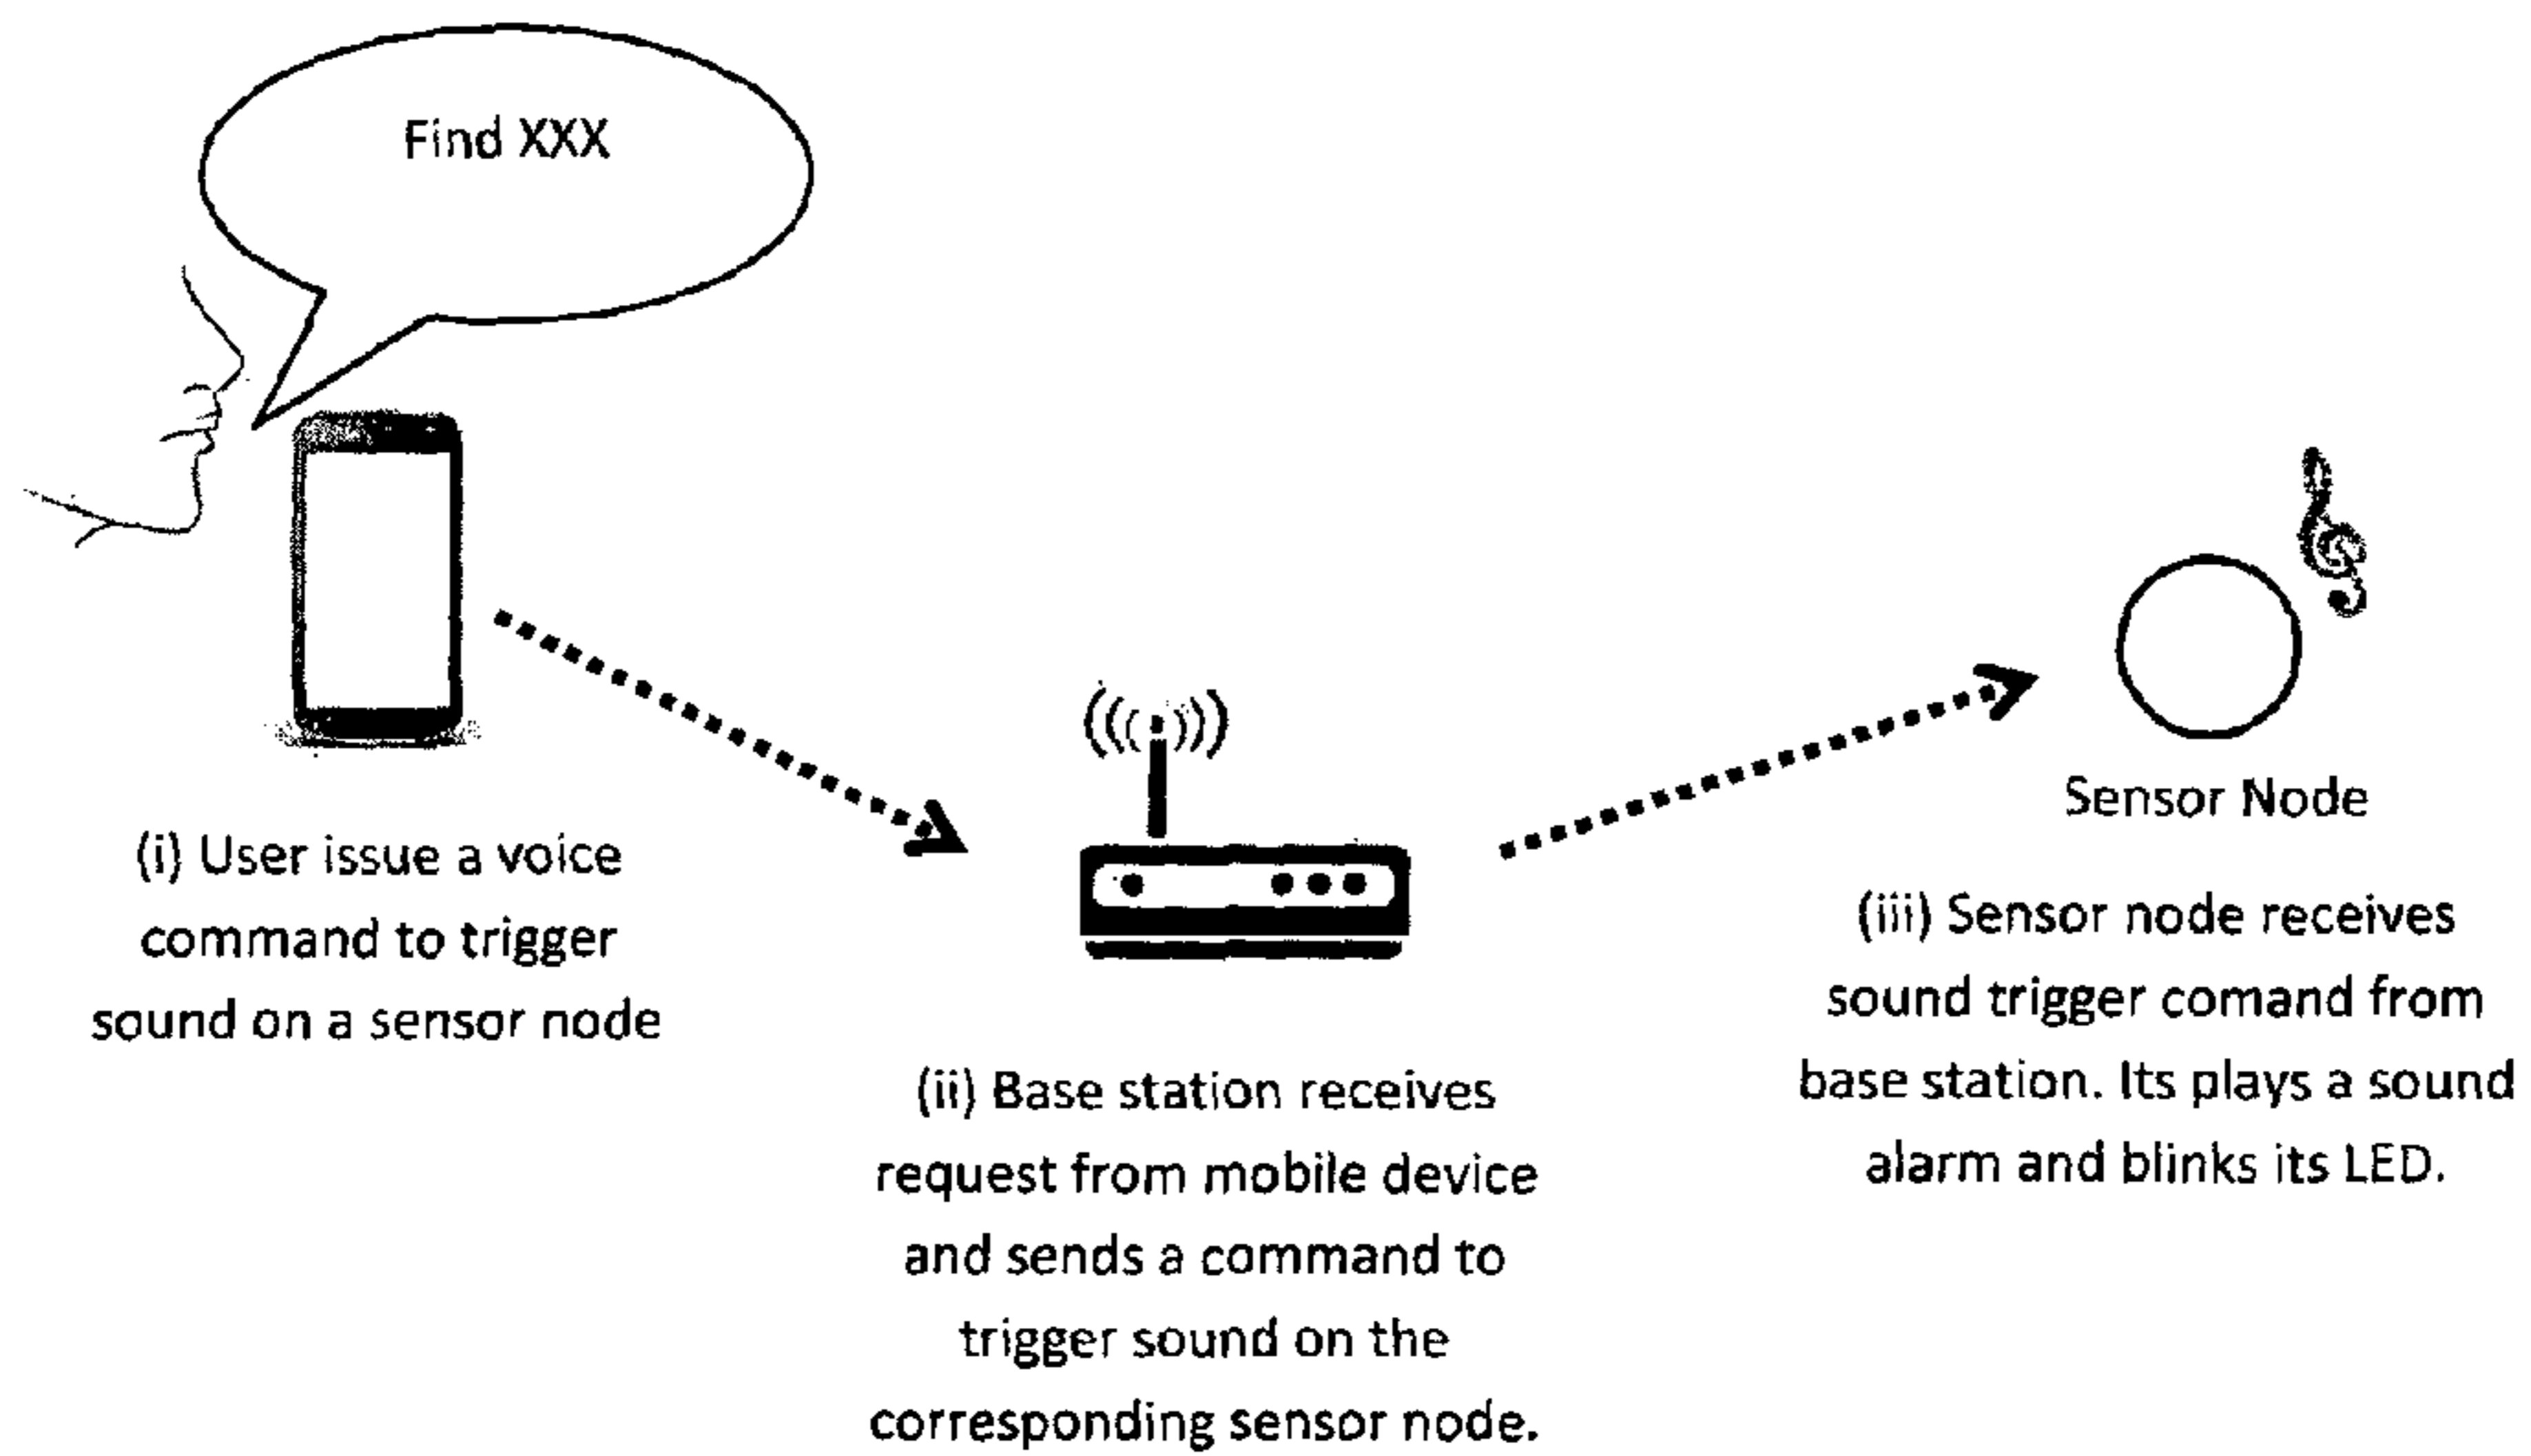 Find XXX
(i) User issue a voice
command to trigger
sound on a sensor node
(ii) Base station receives
request from mobile device
and sends a command to
trigger sound on the
corresponding sensor node.
Sensor Node
(iii) Sensor node receives
sound trigger comand from
base station. Its plays a sound
alarm and blinks its LED.